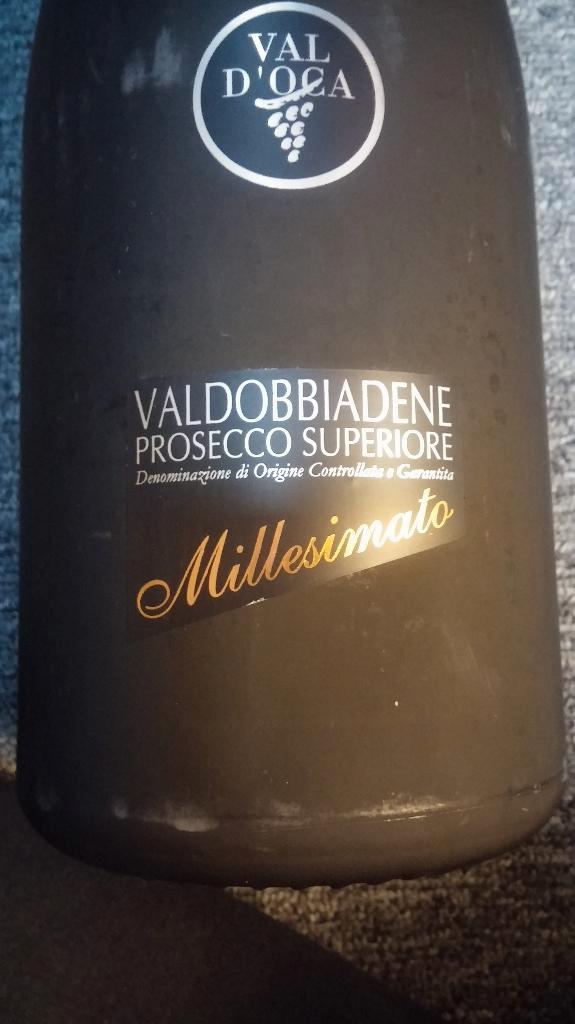 VAL
D'OCA
VALDOBBIADENE
PROSECCO SUPERIORE
Denominazione di Origine Controllata e Garantita
Millesimato